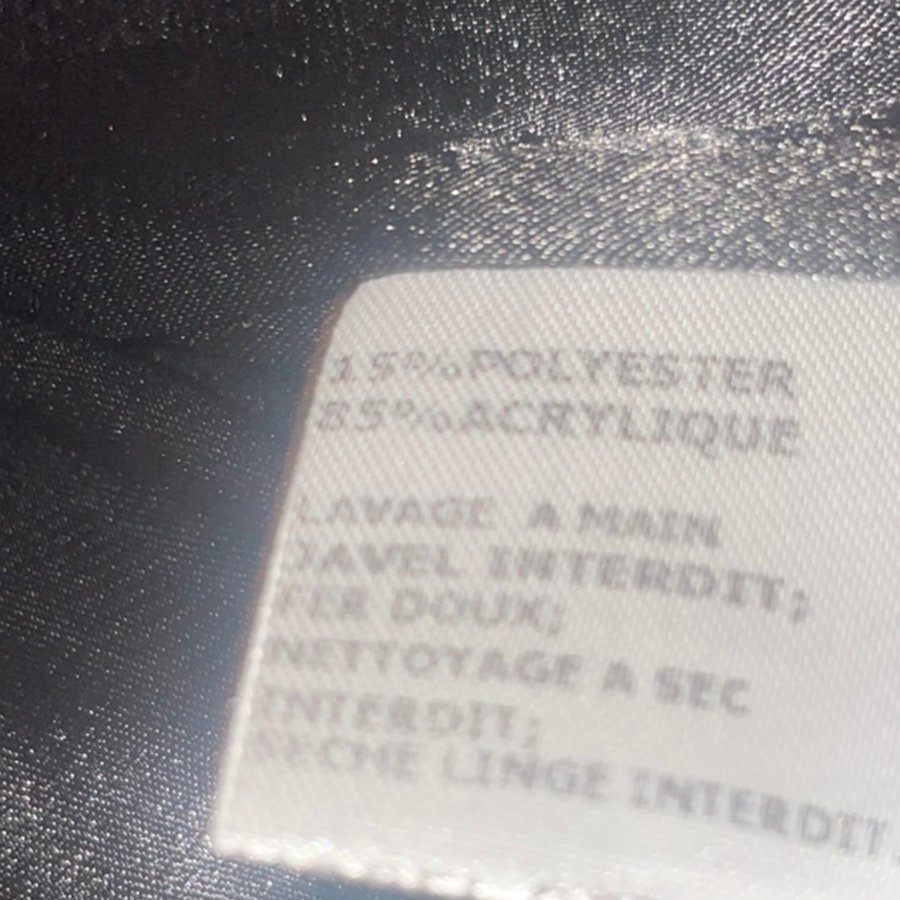 15%POLYESTER
85%ACRYLIQUE
LAVAGE A MAIN
JAVEL INTERDIT;
FER DOUX;
NETTOYAGE A SEC
INTERDIT;
SECHE LINGE INTERDIT.